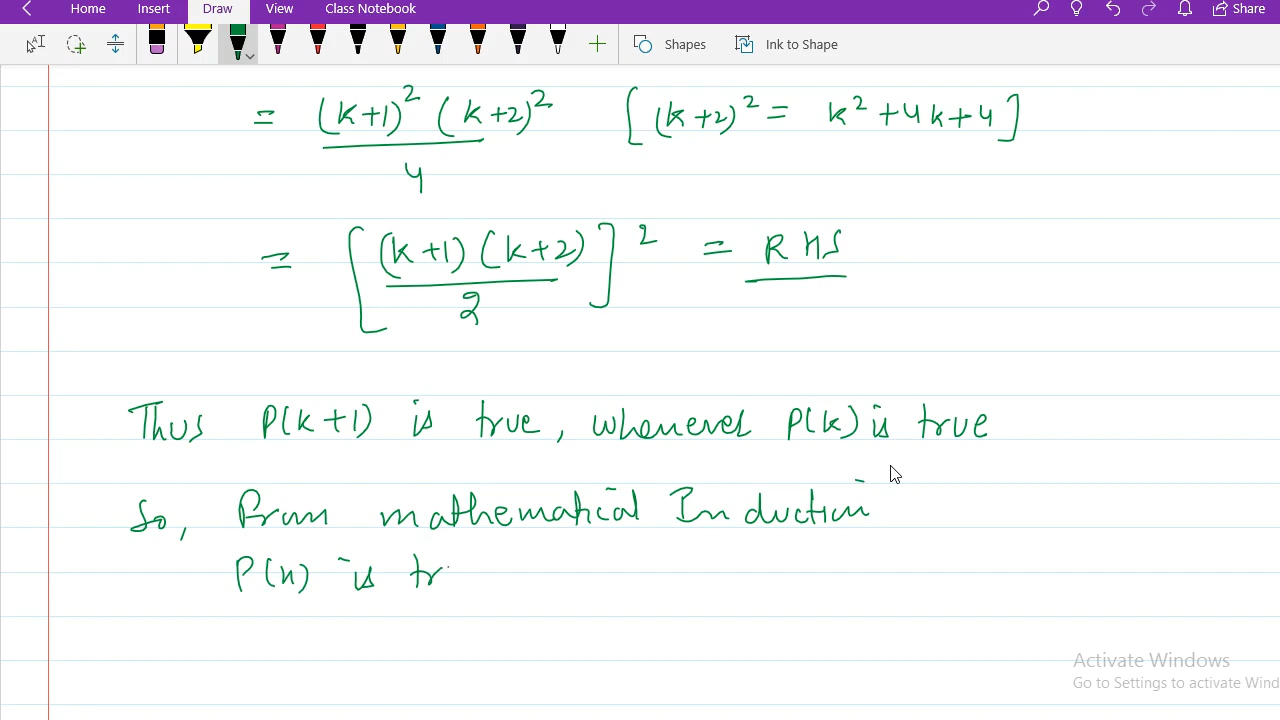 Home Insert Draw View Class Notebook Share
Shapes Ink to Shape
= (k+1)² (k+2)² / 4 [(k+2)² = k² + 4k + 4]
= [(k+1)(k+2) / 2]² = RHS
Thus P(k+1) is true, whenever P(k) is true
So, From mathematical Induction
P(n) is tr
Activate Windows
Go to Settings to activate Wind